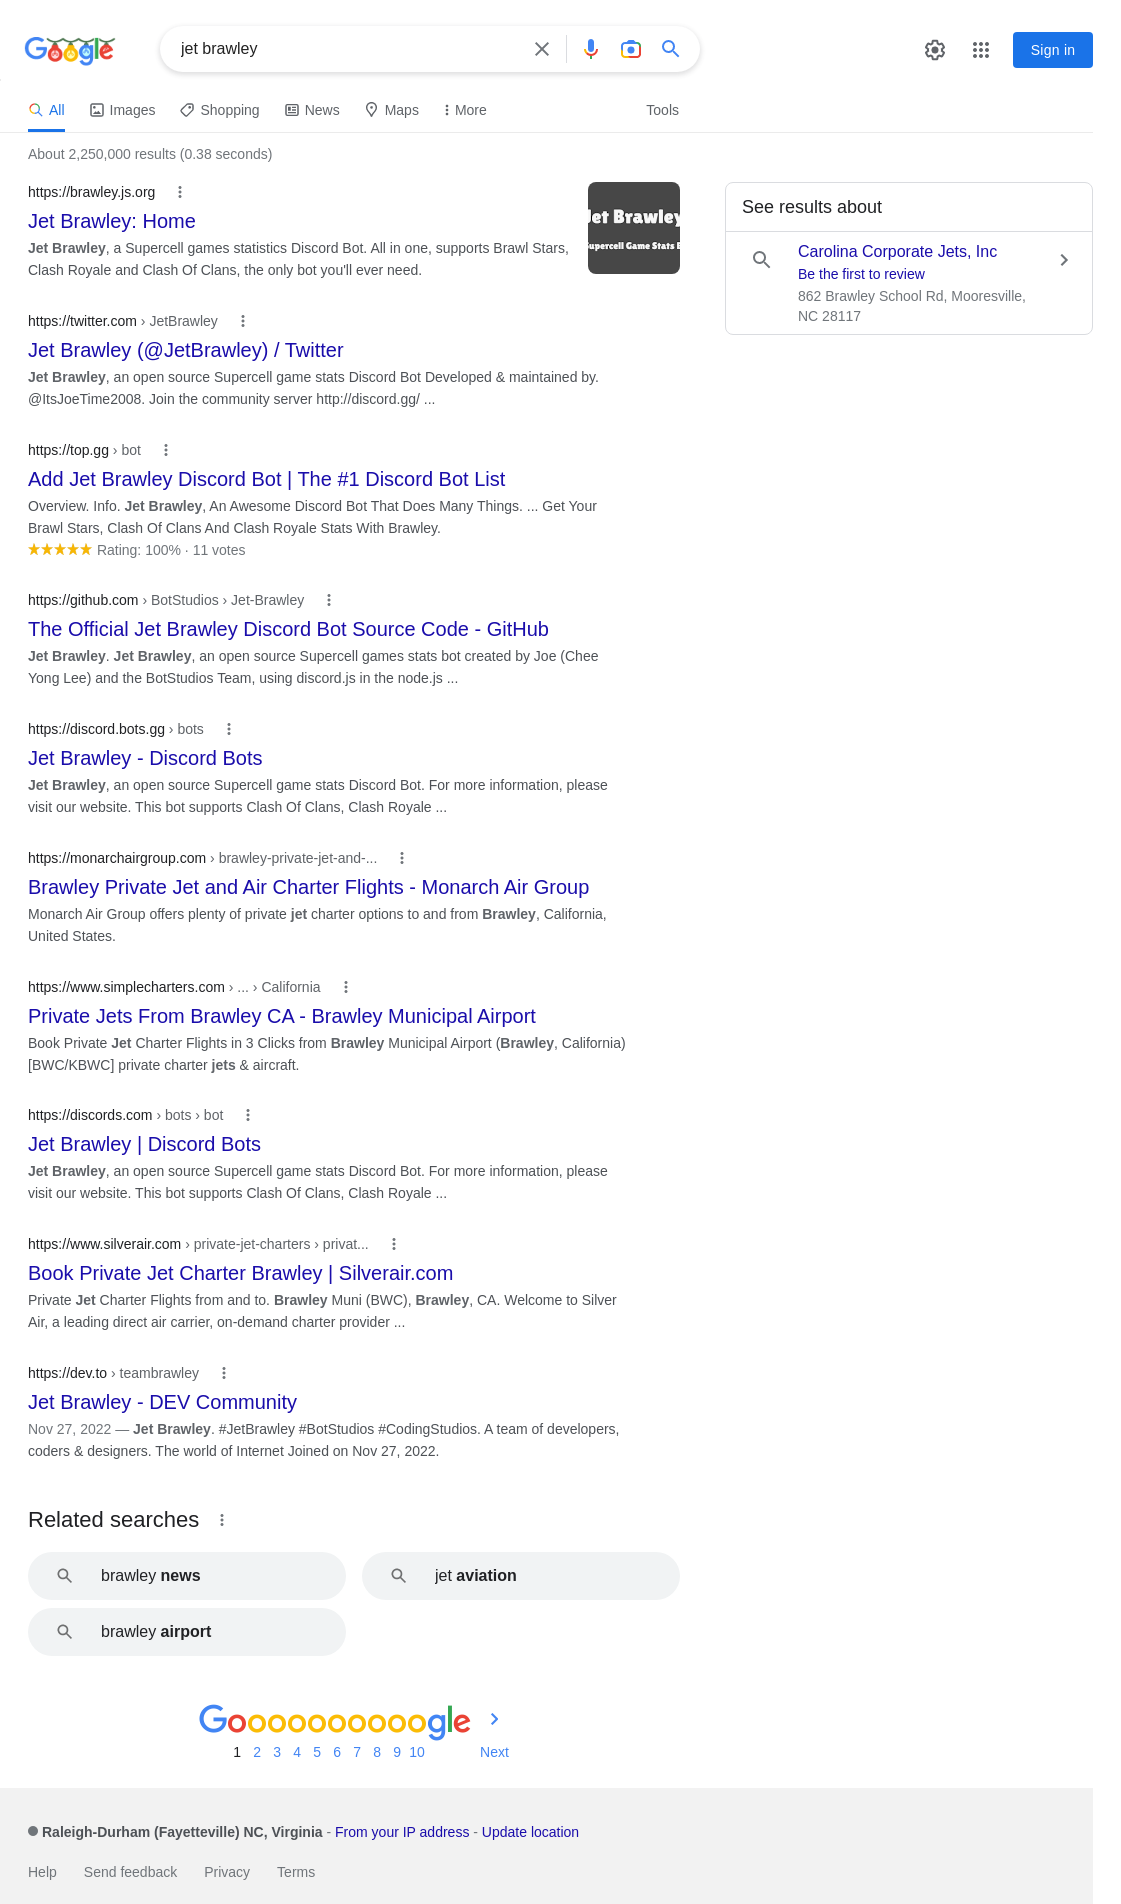 Google
jet brawley
Sign in
All
Images
Shopping
News
Maps
More
Tools
About 2,250,000 results (0.38 seconds)
https://brawley.js.org
Jet Brawley: Home
Jet Brawley, a Supercell games statistics Discord Bot. All in one, supports Brawl Stars,
Clash Royale and Clash Of Clans, the only bot you'll ever need.
Jet Brawley
Supercell Game Stats B
https://twitter.com › JetBrawley
Jet Brawley (@JetBrawley) / Twitter
Jet Brawley, an open source Supercell game stats Discord Bot Developed & maintained by.
@ItsJoeTime2008. Join the community server http://discord.gg/ ...
https://top.gg › bot
Add Jet Brawley Discord Bot | The #1 Discord Bot List
Overview. Info. Jet Brawley, An Awesome Discord Bot That Does Many Things. ... Get Your
Brawl Stars, Clash Of Clans And Clash Royale Stats With Brawley.
Rating: 100% · 11 votes
https://github.com › BotStudios › Jet-Brawley
The Official Jet Brawley Discord Bot Source Code - GitHub
Jet Brawley. Jet Brawley, an open source Supercell games stats bot created by Joe (Chee
Yong Lee) and the BotStudios Team, using discord.js in the node.js ...
https://discord.bots.gg › bots
Jet Brawley - Discord Bots
Jet Brawley, an open source Supercell game stats Discord Bot. For more information, please
visit our website. This bot supports Clash Of Clans, Clash Royale ...
https://monarchairgroup.com › brawley-private-jet-and-...
Brawley Private Jet and Air Charter Flights - Monarch Air Group
Monarch Air Group offers plenty of private jet charter options to and from Brawley, California,
United States.
https://www.simplecharters.com › ... › California
Private Jets From Brawley CA - Brawley Municipal Airport
Book Private Jet Charter Flights in 3 Clicks from Brawley Municipal Airport (Brawley, California)
[BWC/KBWC] private charter jets & aircraft.
https://discords.com › bots › bot
Jet Brawley | Discord Bots
Jet Brawley, an open source Supercell game stats Discord Bot. For more information, please
visit our website. This bot supports Clash Of Clans, Clash Royale ...
https://www.silverair.com › private-jet-charters › privat...
Book Private Jet Charter Brawley | Silverair.com
Private Jet Charter Flights from and to. Brawley Muni (BWC), Brawley, CA. Welcome to Silver
Air, a leading direct air carrier, on-demand charter provider ...
https://dev.to › teambrawley
Jet Brawley - DEV Community
Nov 27, 2022 — Jet Brawley. #JetBrawley #BotStudios #CodingStudios. A team of developers,
coders & designers. The world of Internet Joined on Nov 27, 2022.
See results about
Carolina Corporate Jets, Inc
Be the first to review
862 Brawley School Rd, Mooresville,
NC 28117
Related searches
brawley news
jet aviation
brawley airport
Goooooooooogle
1 2 3 4 5 6 7 8 9 10 Next
Raleigh-Durham (Fayetteville) NC, Virginia - From your IP address - Update location
Help Send feedback Privacy Terms